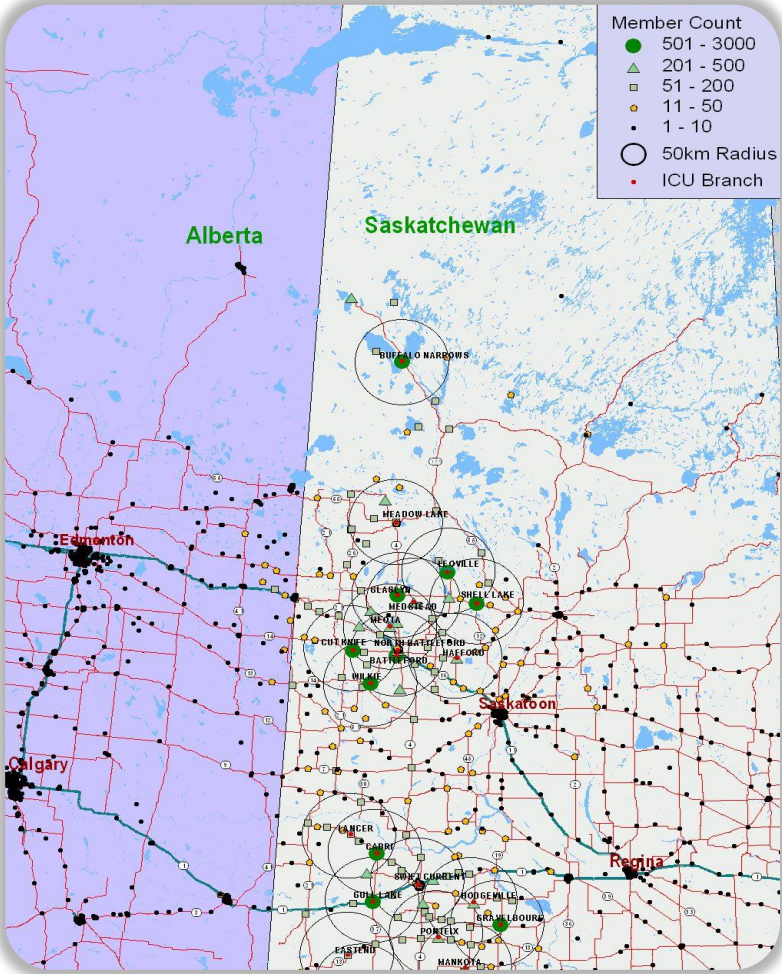 Member Count
501 - 3000
201 - 500
51 - 200
11 - 50
1 - 10
50km Radius
ICU Branch
Alberta
Saskatchewan
BUFFALO NARROWS
MEADOW LAKE
Edmonton
LEOVILLE
GLASLYN
SHELL LAKE
MEDSTEAD
MEOTA
CUT KNIFE
NORTH BATTLEFORD
HAFFORD
BATTLEFORD
WILKIE
Saskatoon
Calgary
LANCER
CABRI
Regina
SWIFT CURRENT
GULL LAKE
HODGEVILLE
GRAVELBOURG
PONTEIX
EASTEND
MANKOTA